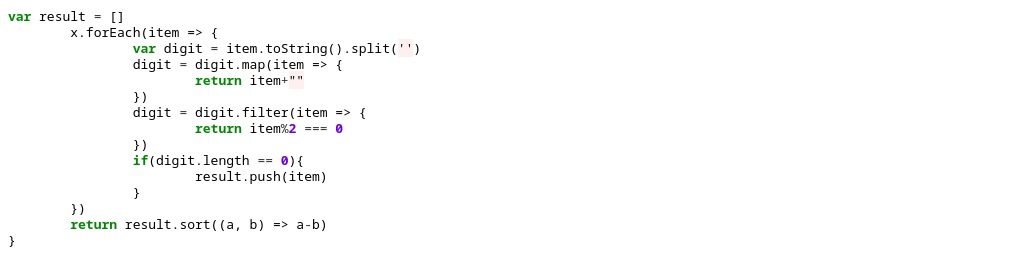 var result = []
        x.forEach(item => {
                var digit = item.toString().split('')
                digit = digit.map(item => {
                        return item+""
                })
                digit = digit.filter(item => {
                        return item%2 === 0
                })
                if(digit.length == 0){
                        result.push(item)
                }
        })
        return result.sort((a, b) => a-b)
}